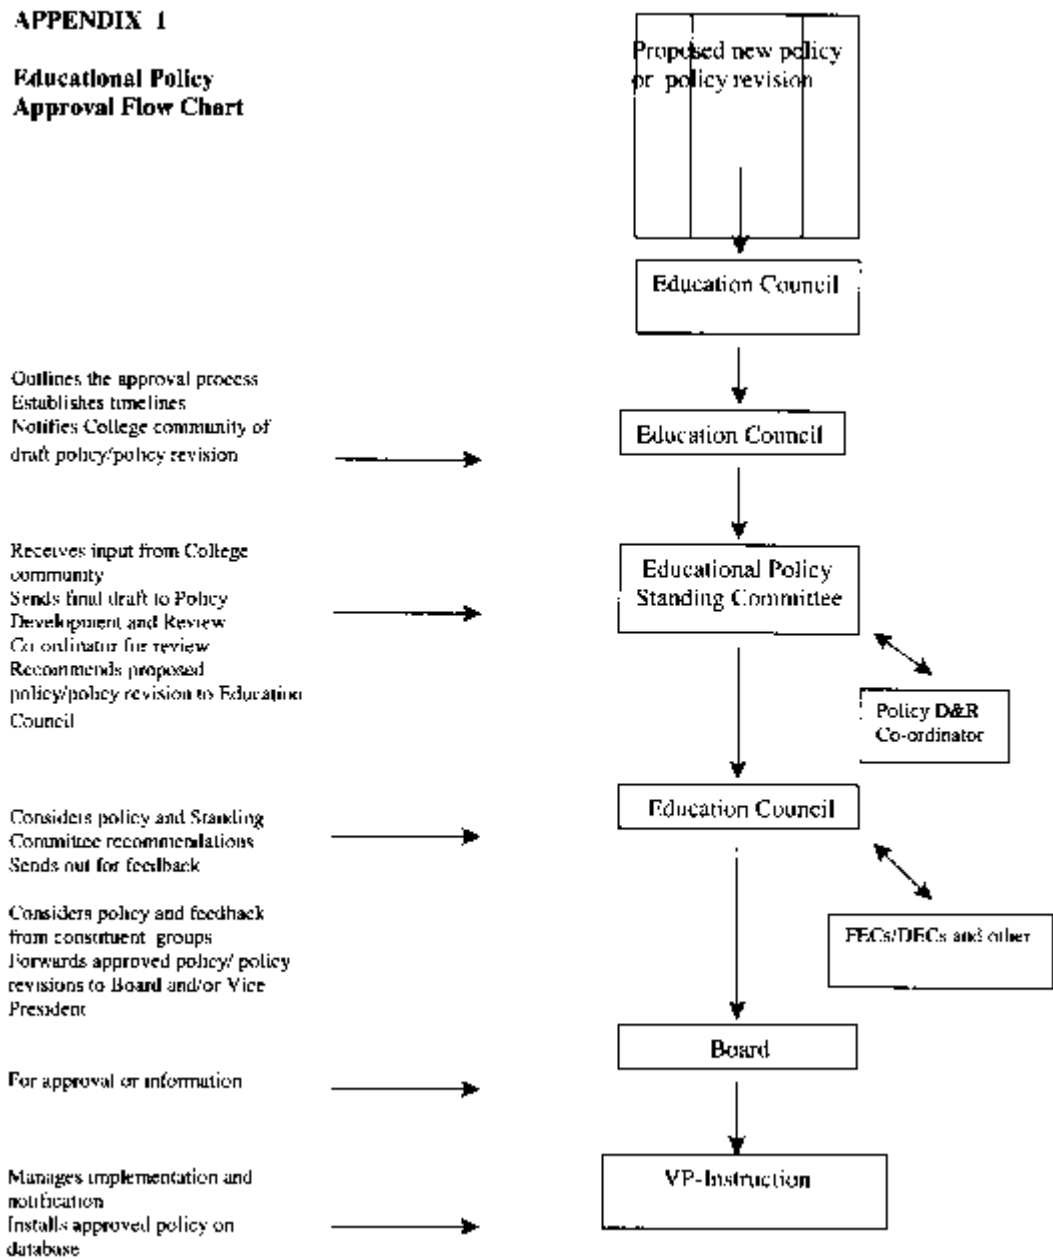 APPENDIX 1
Educational Policy
Approval Flow Chart
Proposed new policy
or policy revision
Education Council
Outlines the approval process
Establishes timelines
Notifies College community of
draft policy/policy revision
Education Council
Receives input from College
community
Sends final draft to Policy
Development and Review
Co-ordinator for review
Recommends proposed
policy/policy revision to Education
Council
Educational Policy
Standing Committee
Policy D&R
Co-ordinator
Considers policy and Standing
Committee recommendations
Sends out for feedback
Education Council
Considers policy and feedback
from constituent groups
Forwards approved policy/ policy
revisions to Board and/or Vice
President
FECs/DECs and other
Board
For approval or information
VP-Instruction
Manages implementation and
notification
Installs approved policy on
database